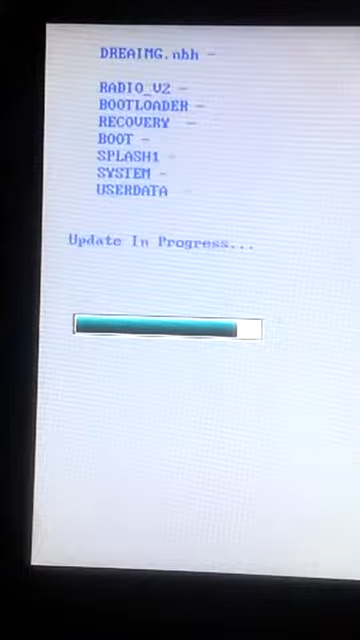 DREAIMG.nbh -
RADIO_V2 -
BOOTLOADER -
RECOVERY -
BOOT -
SPLASH1 -
SYSTEM -
USERDATA -
Update In Progress...